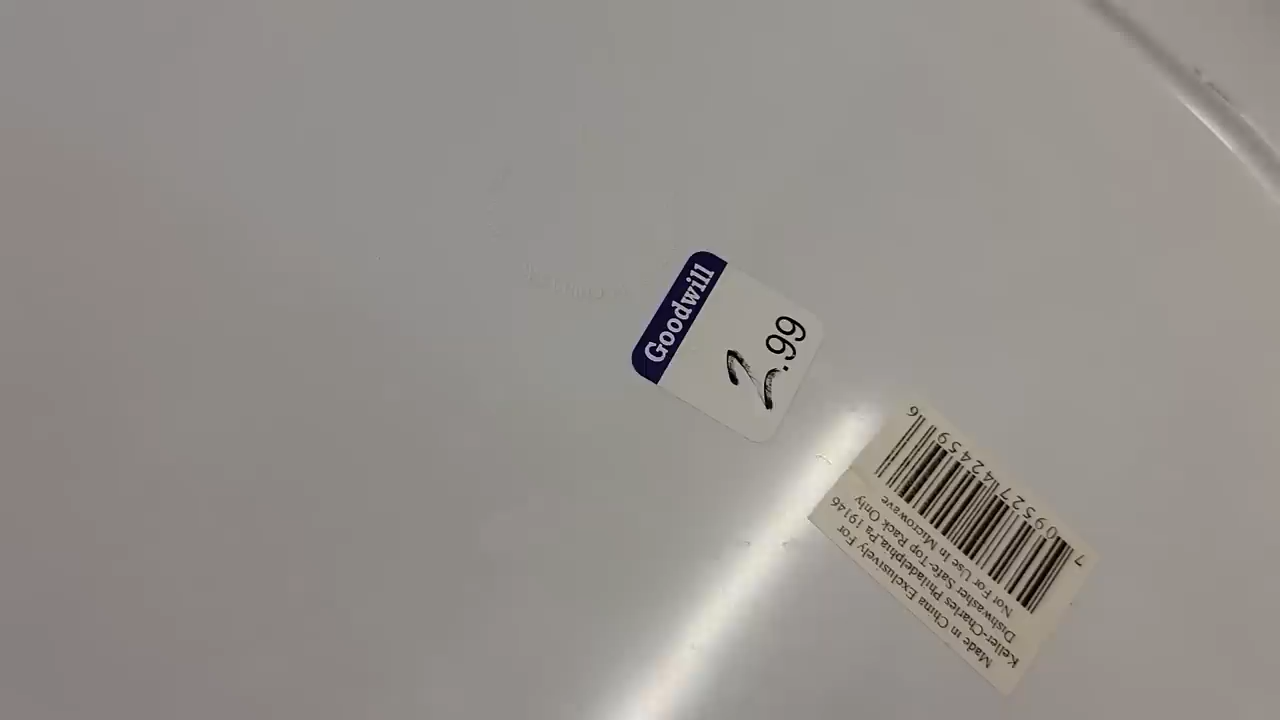 Goodwill
2.99
Made in China Exclusively For
Keller-Charles Philadelphia,Pa 19146
Dishwasher Safe-Top Rack Only
Not For Use In Microwave
7 09527 42459 6